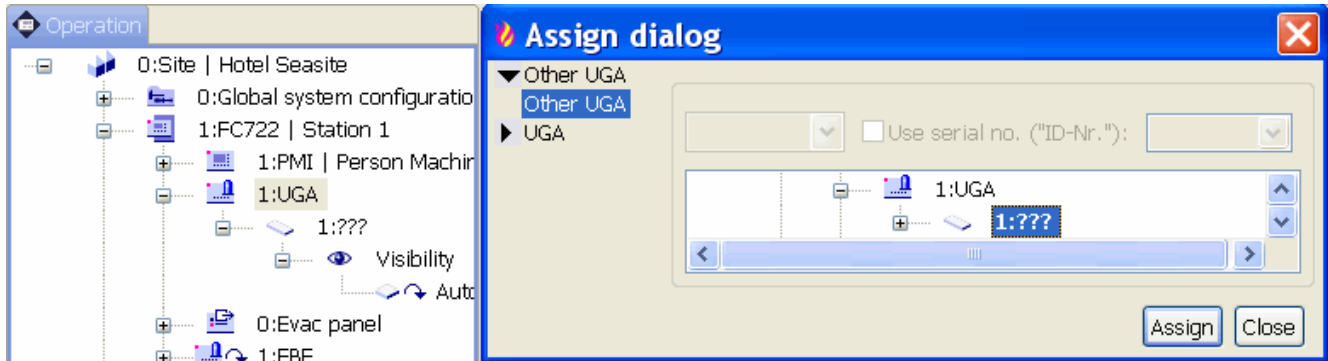 Operation
0:Site | Hotel Seasite
0:Global system configuratio
1:FC722 | Station 1
1:PMI | Person Machin
1:UGA
1:???
Visibility
Auto
0:Evac panel
1:FBF
Assign dialog
Other UGA
Other UGA
UGA
Use serial no. ("ID-Nr."):
1:UGA
1:???
Assign
Close